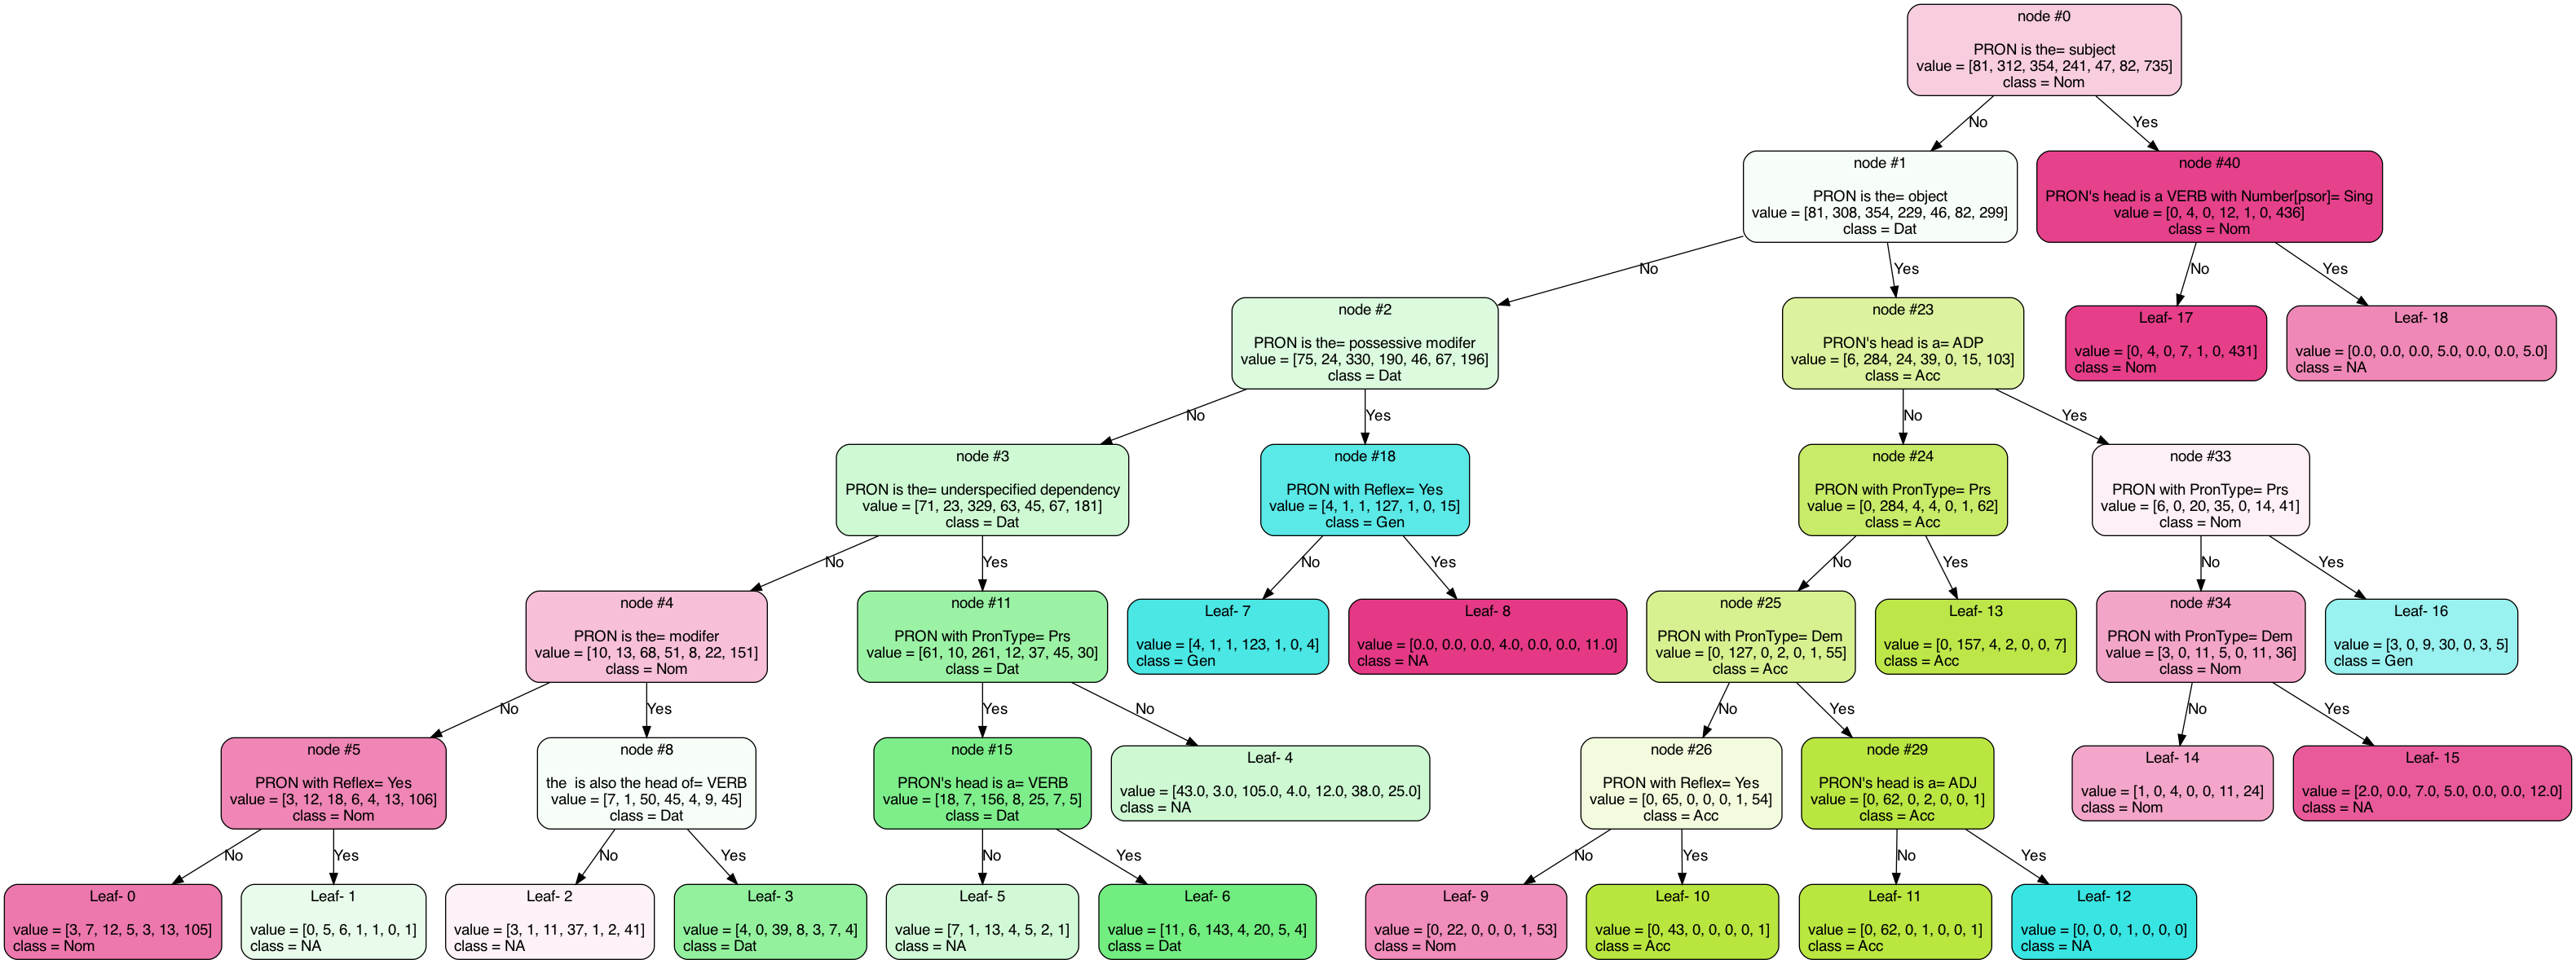 node #0
PRON is the= subject
value = [81, 312, 354, 241, 47, 82, 735]
class = Nom
No
Yes
node #1
PRON is the= object
value = [81, 308, 354, 229, 46, 82, 299]
class = Dat
node #40
PRON's head is a VERB with Number[psor]= Sing
value = [0, 4, 0, 12, 1, 0, 436]
class = Nom
No
Yes
No
Yes
node #2
PRON is the= possessive modifer
value = [75, 24, 330, 190, 46, 67, 196]
class = Dat
node #23
PRON's head is a= ADP
value = [6, 284, 24, 39, 0, 15, 103]
class = Acc
Leaf- 17
value = [0, 4, 0, 7, 1, 0, 431]
class = Nom
Leaf- 18
value = [0.0, 0.0, 0.0, 5.0, 0.0, 0.0, 5.0]
class = NA
No
Yes
No
Yes
node #3
PRON is the= underspecified dependency
value = [71, 23, 329, 63, 45, 67, 181]
class = Dat
node #18
PRON with Reflex= Yes
value = [4, 1, 1, 127, 1, 0, 15]
class = Gen
node #24
PRON with PronType= Prs
value = [0, 284, 4, 4, 0, 1, 62]
class = Acc
node #33
PRON with PronType= Prs
value = [6, 0, 20, 35, 0, 14, 41]
class = Nom
No
Yes
No
Yes
No
Yes
No
Yes
node #4
PRON is the= modifer
value = [10, 13, 68, 51, 8, 22, 151]
class = Nom
node #11
PRON with PronType= Prs
value = [61, 10, 261, 12, 37, 45, 30]
class = Dat
Leaf- 7
value = [4, 1, 1, 123, 1, 0, 4]
class = Gen
Leaf- 8
value = [0.0, 0.0, 0.0, 4.0, 0.0, 0.0, 11.0]
class = NA
node #25
PRON with PronType= Dem
value = [0, 127, 0, 2, 0, 1, 55]
class = Acc
Leaf- 13
value = [0, 157, 4, 2, 0, 0, 7]
class = Acc
node #34
PRON with PronType= Dem
value = [3, 0, 11, 5, 0, 11, 36]
class = Nom
Leaf- 16
value = [3, 0, 9, 30, 0, 3, 5]
class = Gen
No
Yes
Yes
No
No
Yes
No
Yes
node #5
PRON with Reflex= Yes
value = [3, 12, 18, 6, 4, 13, 106]
class = Nom
node #8
the  is also the head of= VERB
value = [7, 1, 50, 45, 4, 9, 45]
class = Dat
node #15
PRON's head is a= VERB
value = [18, 7, 156, 8, 25, 7, 5]
class = Dat
Leaf- 4
value = [43.0, 3.0, 105.0, 4.0, 12.0, 38.0, 25.0]
class = NA
node #26
PRON with Reflex= Yes
value = [0, 65, 0, 0, 0, 1, 54]
class = Acc
node #29
PRON's head is a= ADJ
value = [0, 62, 0, 2, 0, 0, 1]
class = Acc
Leaf- 14
value = [1, 0, 4, 0, 0, 11, 24]
class = Nom
Leaf- 15
value = [2.0, 0.0, 7.0, 5.0, 0.0, 0.0, 12.0]
class = NA
No
Yes
No
Yes
No
Yes
No
Yes
No
Yes
Leaf- 0
value = [3, 7, 12, 5, 3, 13, 105]
class = Nom
Leaf- 1
value = [0, 5, 6, 1, 1, 0, 1]
class = NA
Leaf- 2
value = [3, 1, 11, 37, 1, 2, 41]
class = NA
Leaf- 3
value = [4, 0, 39, 8, 3, 7, 4]
class = Dat
Leaf- 5
value = [7, 1, 13, 4, 5, 2, 1]
class = NA
Leaf- 6
value = [11, 6, 143, 4, 20, 5, 4]
class = Dat
Leaf- 9
value = [0, 22, 0, 0, 0, 1, 53]
class = Nom
Leaf- 10
value = [0, 43, 0, 0, 0, 0, 1]
class = Acc
Leaf- 11
value = [0, 62, 0, 1, 0, 0, 1]
class = Acc
Leaf- 12
value = [0, 0, 0, 1, 0, 0, 0]
class = NA